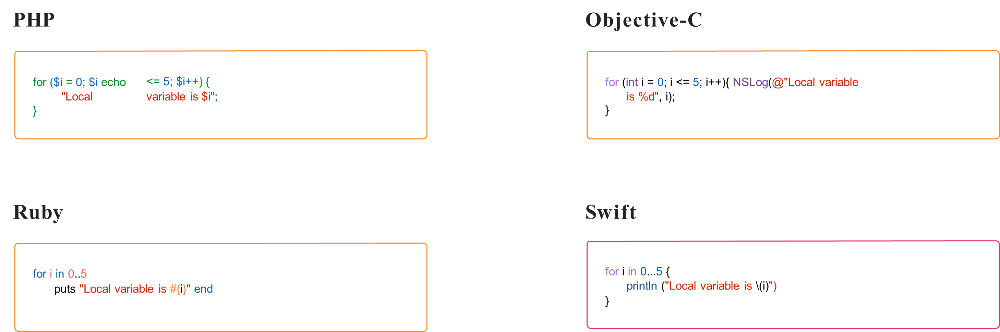 PHP
for ($i = 0; $i echo <= 5; $i++) {
"Local variable is $i";
}
Objective-C
for (int i = 0; i <= 5; i++){ NSLog(@"Local variable
is %d", i);
}
Ruby
for i in 0..5
puts "Local variable is #{i}" end
Swift
for i in 0...5 {
println ("Local variable is \(i)")
}